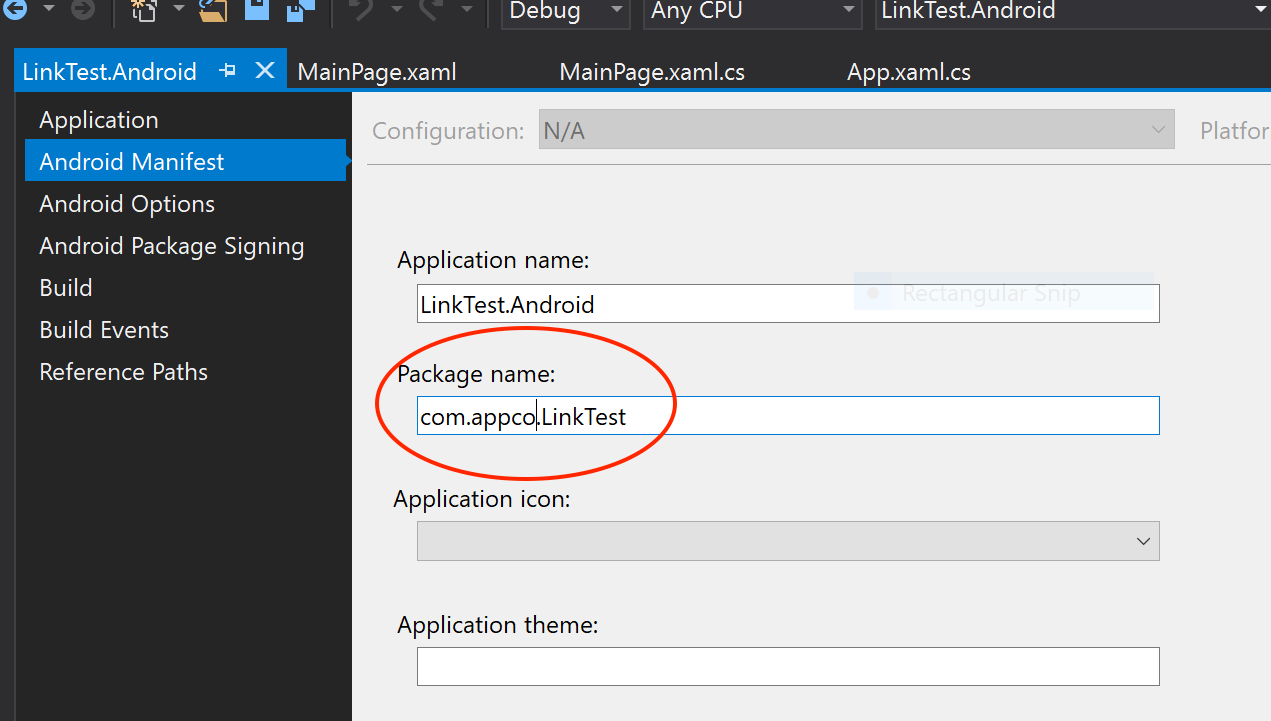 Debug Any CPU LinkTest.Android
LinkTest.Android MainPage.xaml MainPage.xaml.cs App.xaml.cs
Application
Android Manifest
Android Options
Android Package Signing
Build
Build Events
Reference Paths
Configuration: N/A Platfor
Application name:
LinkTest.Android
Rectangular Snip
Package name:
com.appco.LinkTest
Application icon:
Application theme: